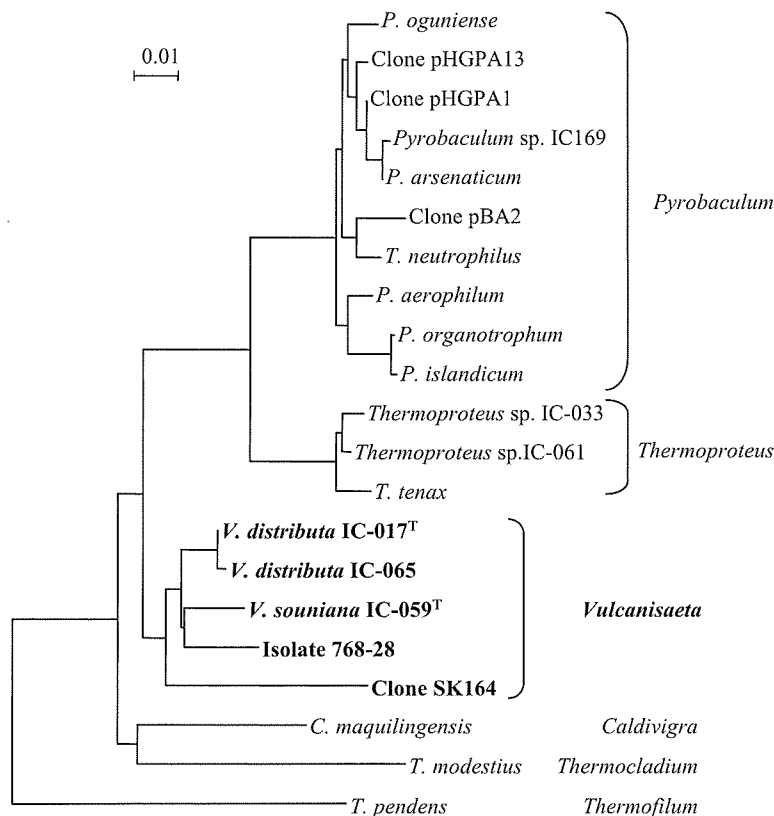 P. oguniense
0.01
Clone pHGPA13
Clone pHGPA1
Pyrobaculum sp. IC169
P. arsenaticum
Pyrobaculum
Clone pBA2
T. neutrophilus
P. aerophilum
P. organotrophum
P. islandicum
Thermoproteus sp. IC-033
Thermoproteus sp.IC-061
Thermoproteus
T. tenax
V. distributa IC-017T
V. distributa IC-065
V. souniana IC-059T
Vulcanisaeta
Isolate 768-28
Clone SK164
C. maquilingensis Caldivigra
T. modestius Thermocladium
T. pendens Thermofilum